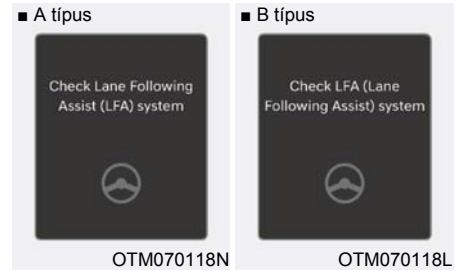 ■ A típus
■ B típus
Check Lane Following
Assist (LFA) system
Check LFA (Lane
Following Assist) system
OTM070118N
OTM070118L